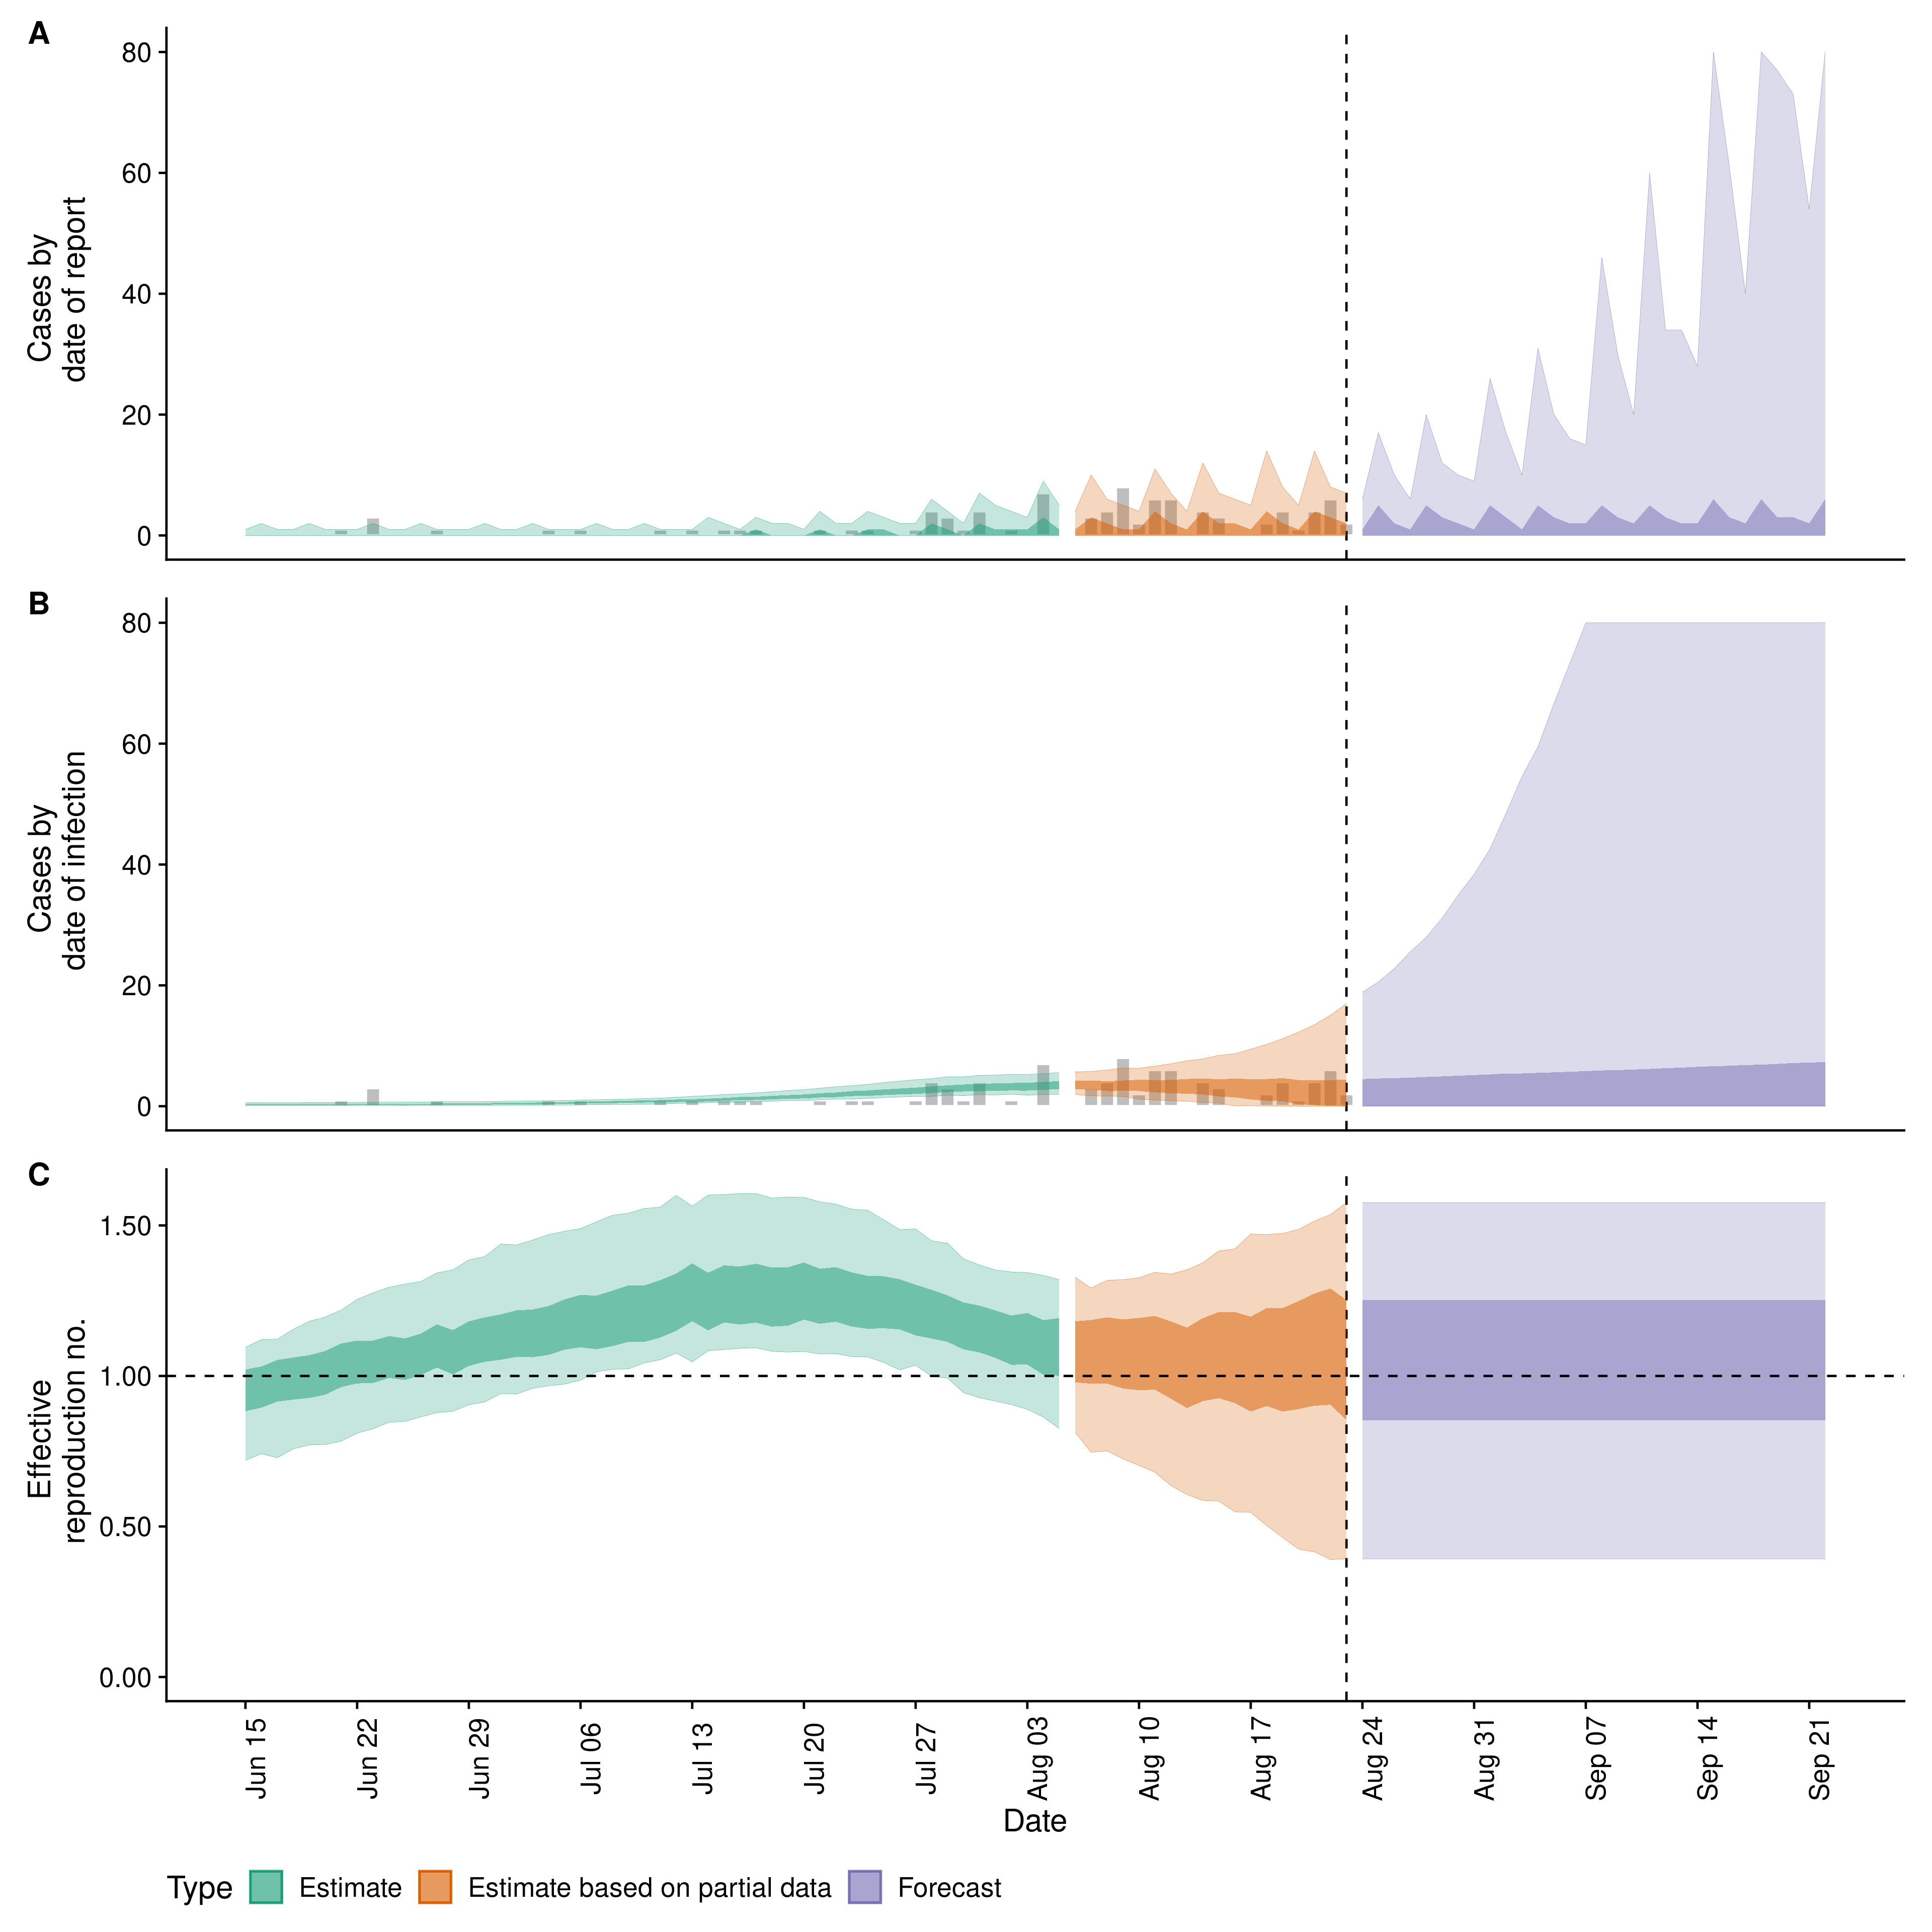 A
80
60
40
20
0
Cases by
date of report
B
80
60
40
20
0
Cases by
date of infection
C
1.50
1.00
0.50
0.00
Effective
reproduction no.
Jun 15
Jun 22
Jun 29
Jul 06
Jul 13
Jul 20
Jul 27
Aug 03
Aug 10
Aug 17
Aug 24
Aug 31
Sep 07
Sep 14
Sep 21
Date
Type Estimate Estimate based on partial data Forecast